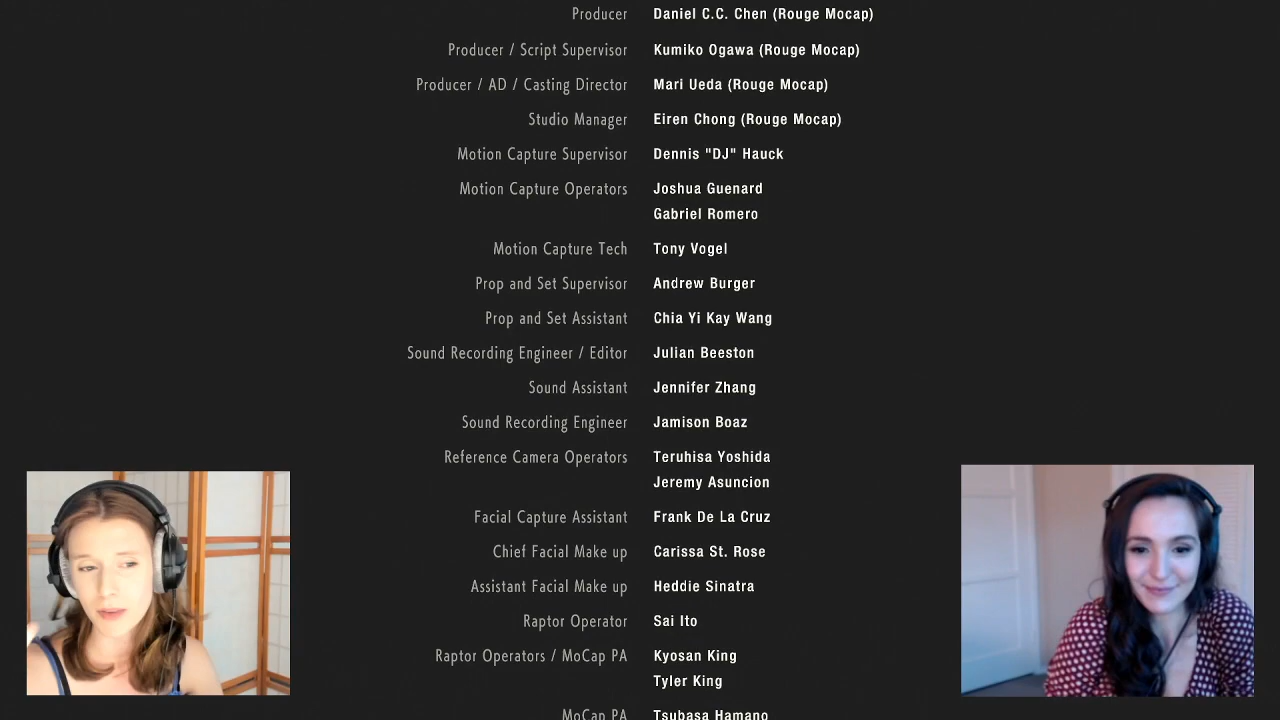 Producer Daniel C.C. Chen (Rouge Mocap)
Producer / Script Supervisor Kumiko Ogawa (Rouge Mocap)
Producer / AD / Casting Director Mari Ueda (Rouge Mocap)
Studio Manager Eiren Chong (Rouge Mocap)
Motion Capture Supervisor Dennis "DJ" Hauck
Motion Capture Operators Joshua Guenard
Gabriel Romero
Motion Capture Tech Tony Vogel
Prop and Set Supervisor Andrew Burger
Prop and Set Assistant Chia Yi Kay Wang
Sound Recording Engineer / Editor Julian Beeston
Sound Assistant Jennifer Zhang
Sound Recording Engineer Jamison Boaz
Reference Camera Operators Teruhisa Yoshida
Jeremy Asuncion
Facial Capture Assistant Frank De La Cruz
Chief Facial Make up Carissa St. Rose
Assistant Facial Make up Heddie Sinatra
Raptor Operator Sai Ito
Raptor Operators / MoCap PA Kyosan King
Tyler King
MoCap PA Tsubasa Hamano